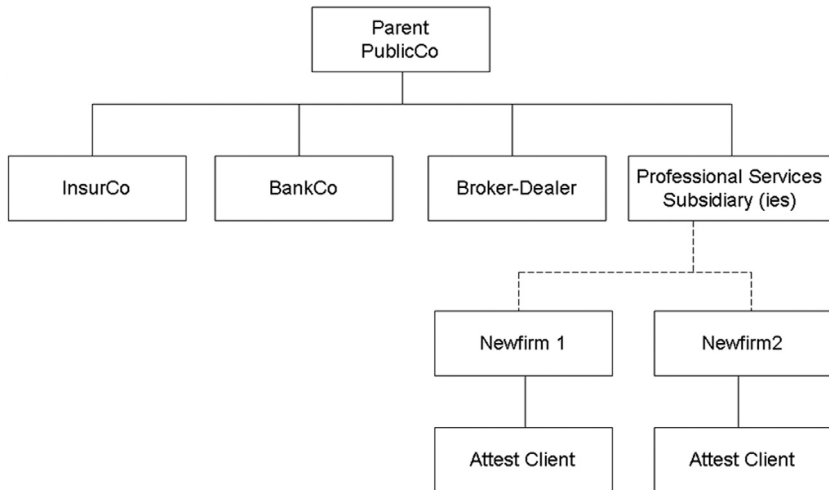 Parent
PublicCo
InsurCo
BankCo
Broker-Dealer
Professional Services
Subsidiary (ies)
Newfirm 1
Newfirm2
Attest Client
Attest Client